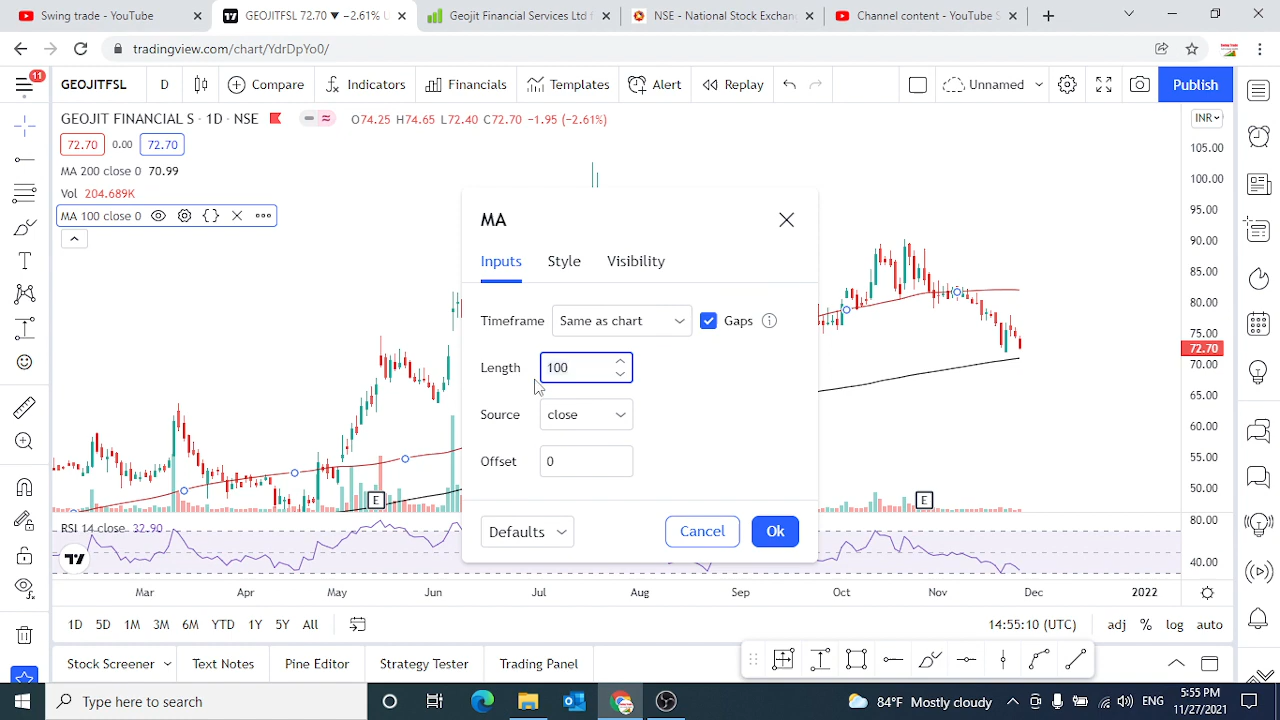 Swing trade - YouTube
GEOJITFSL 72.70 ▼ −2.61% U
Geojit Financial Services Ltd f
NSE - National Stock Exchan
Channel content - YouTube S
tradingview.com/chart/YdrDpYo0/
11
GEOJITFSL
D
Compare
Indicators
Financials
Templates
Alert
Replay
Unnamed
Publish
GEOJIT FINANCIAL S · 1D · NSE
O74.25 H74.65 L72.40 C72.70 −1.95 (−2.61%)
INR
72.70 0.00 72.70
MA 200 close 0 70.99
Vol 204.689K
MA 100 close 0
MA
Inputs Style Visibility
Timeframe Same as chart Gaps
Length 100
Source close
Offset 0
Defaults Cancel Ok
105.00
100.00
95.00
90.00
85.00
80.00
75.00
72.70
70.00
65.00
60.00
55.00
50.00
E
E
RSI 14 close 32.90
80.00
40.00
Mar Apr May Jun Jul Aug Sep Oct Nov Dec 2022
1D 5D 1M 3M 6M YTD 1Y 5Y All
14:55:10 (UTC) adj % log auto
Stock Screener Text Notes Pine Editor Strategy Tester Trading Panel
Type here to search
84°F Mostly cloudy
ENG
5:55 PM
11/27/2021